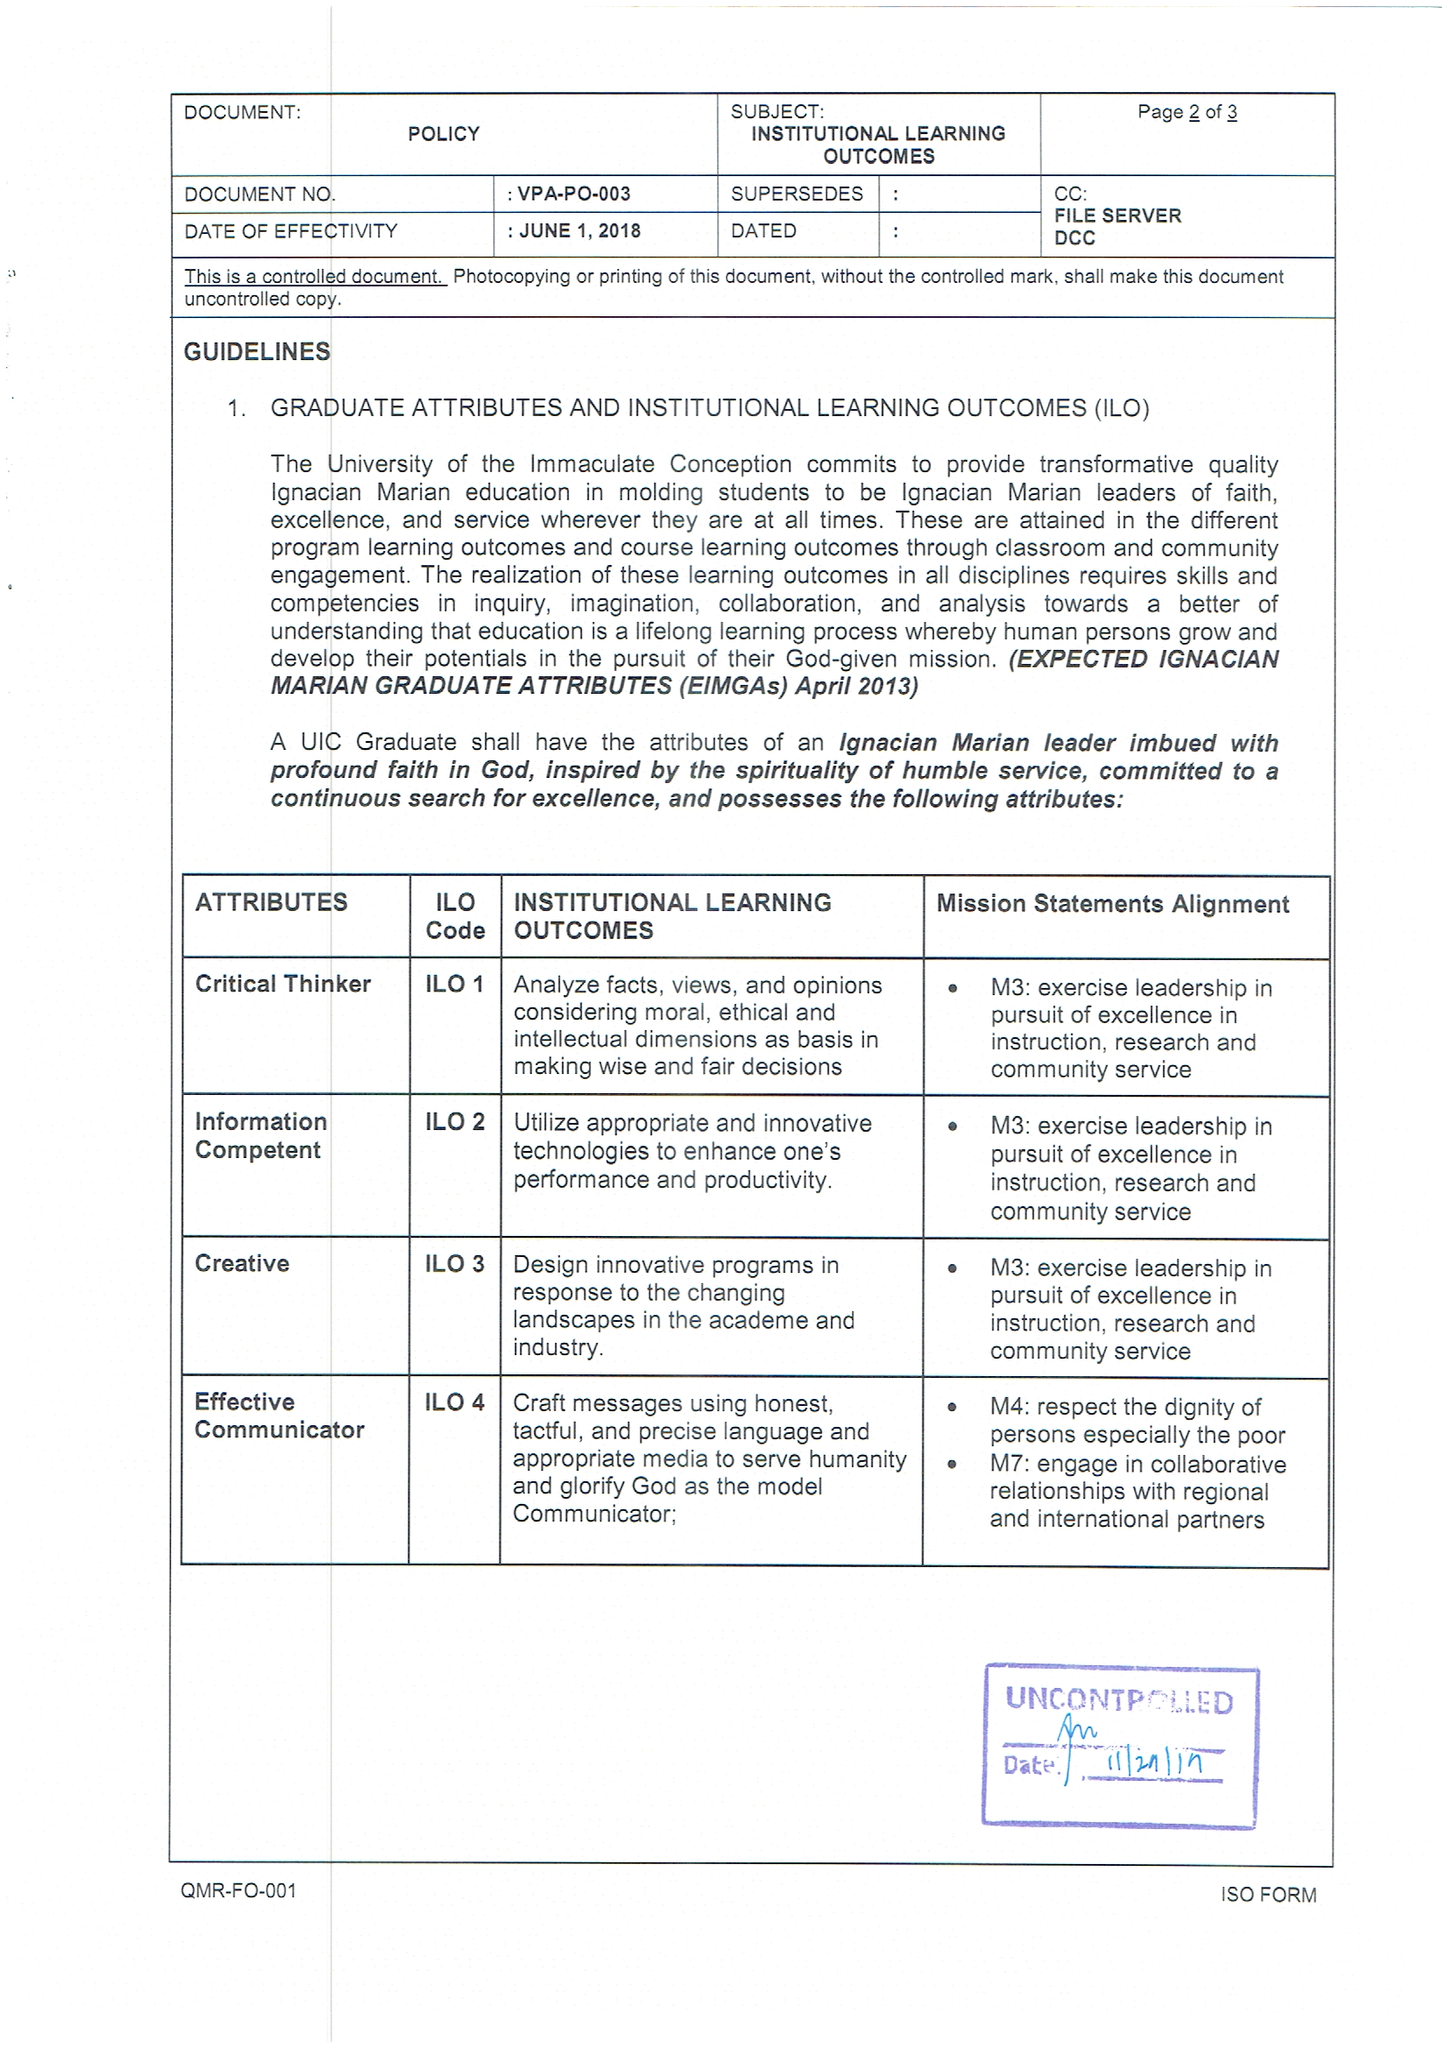 DOCUMENT:
POLICY
SUBJECT:
INSTITUTIONAL LEARNING
OUTCOMES
Page 2 of 3
DOCUMENT NO.
: VPA-PO-003
SUPERSEDES
:
CC:
FILE SERVER
DCC
DATE OF EFFECTIVITY
: JUNE 1, 2018
DATED
:
This is a controlled document. Photocopying or printing of this document, without the controlled mark, shall make this document
uncontrolled copy.
GUIDELINES
1. GRADUATE ATTRIBUTES AND INSTITUTIONAL LEARNING OUTCOMES (ILO)
The University of the Immaculate Conception commits to provide transformative quality
Ignacian Marian education in molding students to be Ignacian Marian leaders of faith,
excellence, and service wherever they are at all times. These are attained in the different
program learning outcomes and course learning outcomes through classroom and community
engagement. The realization of these learning outcomes in all disciplines requires skills and
competencies in inquiry, imagination, collaboration, and analysis towards a better of
understanding that education is a lifelong learning process whereby human persons grow and
develop their potentials in the pursuit of their God-given mission. (EXPECTED IGNACIAN
MARIAN GRADUATE ATTRIBUTES (EIMGAs) April 2013)
A UIC Graduate shall have the attributes of an Ignacian Marian leader imbued with
profound faith in God, inspired by the spirituality of humble service, committed to a
continuous search for excellence, and possesses the following attributes:
ATTRIBUTES
ILO
Code
INSTITUTIONAL LEARNING
OUTCOMES
Mission Statements Alignment
Critical Thinker
ILO 1
Analyze facts, views, and opinions
considering moral, ethical and
intellectual dimensions as basis in
making wise and fair decisions
• M3: exercise leadership in
pursuit of excellence in
instruction, research and
community service
Information
Competent
ILO 2
Utilize appropriate and innovative
technologies to enhance one's
performance and productivity.
• M3: exercise leadership in
pursuit of excellence in
instruction, research and
community service
Creative
ILO 3
Design innovative programs in
response to the changing
landscapes in the academe and
industry.
• M3: exercise leadership in
pursuit of excellence in
instruction, research and
community service
Effective
Communicator
ILO 4
Craft messages using honest,
tactful, and precise language and
appropriate media to serve humanity
and glorify God as the model
Communicator;
• M4: respect the dignity of
persons especially the poor
• M7: engage in collaborative
relationships with regional
and international partners
UNCONTROLLED
Date:
QMR-FO-001
ISO FORM